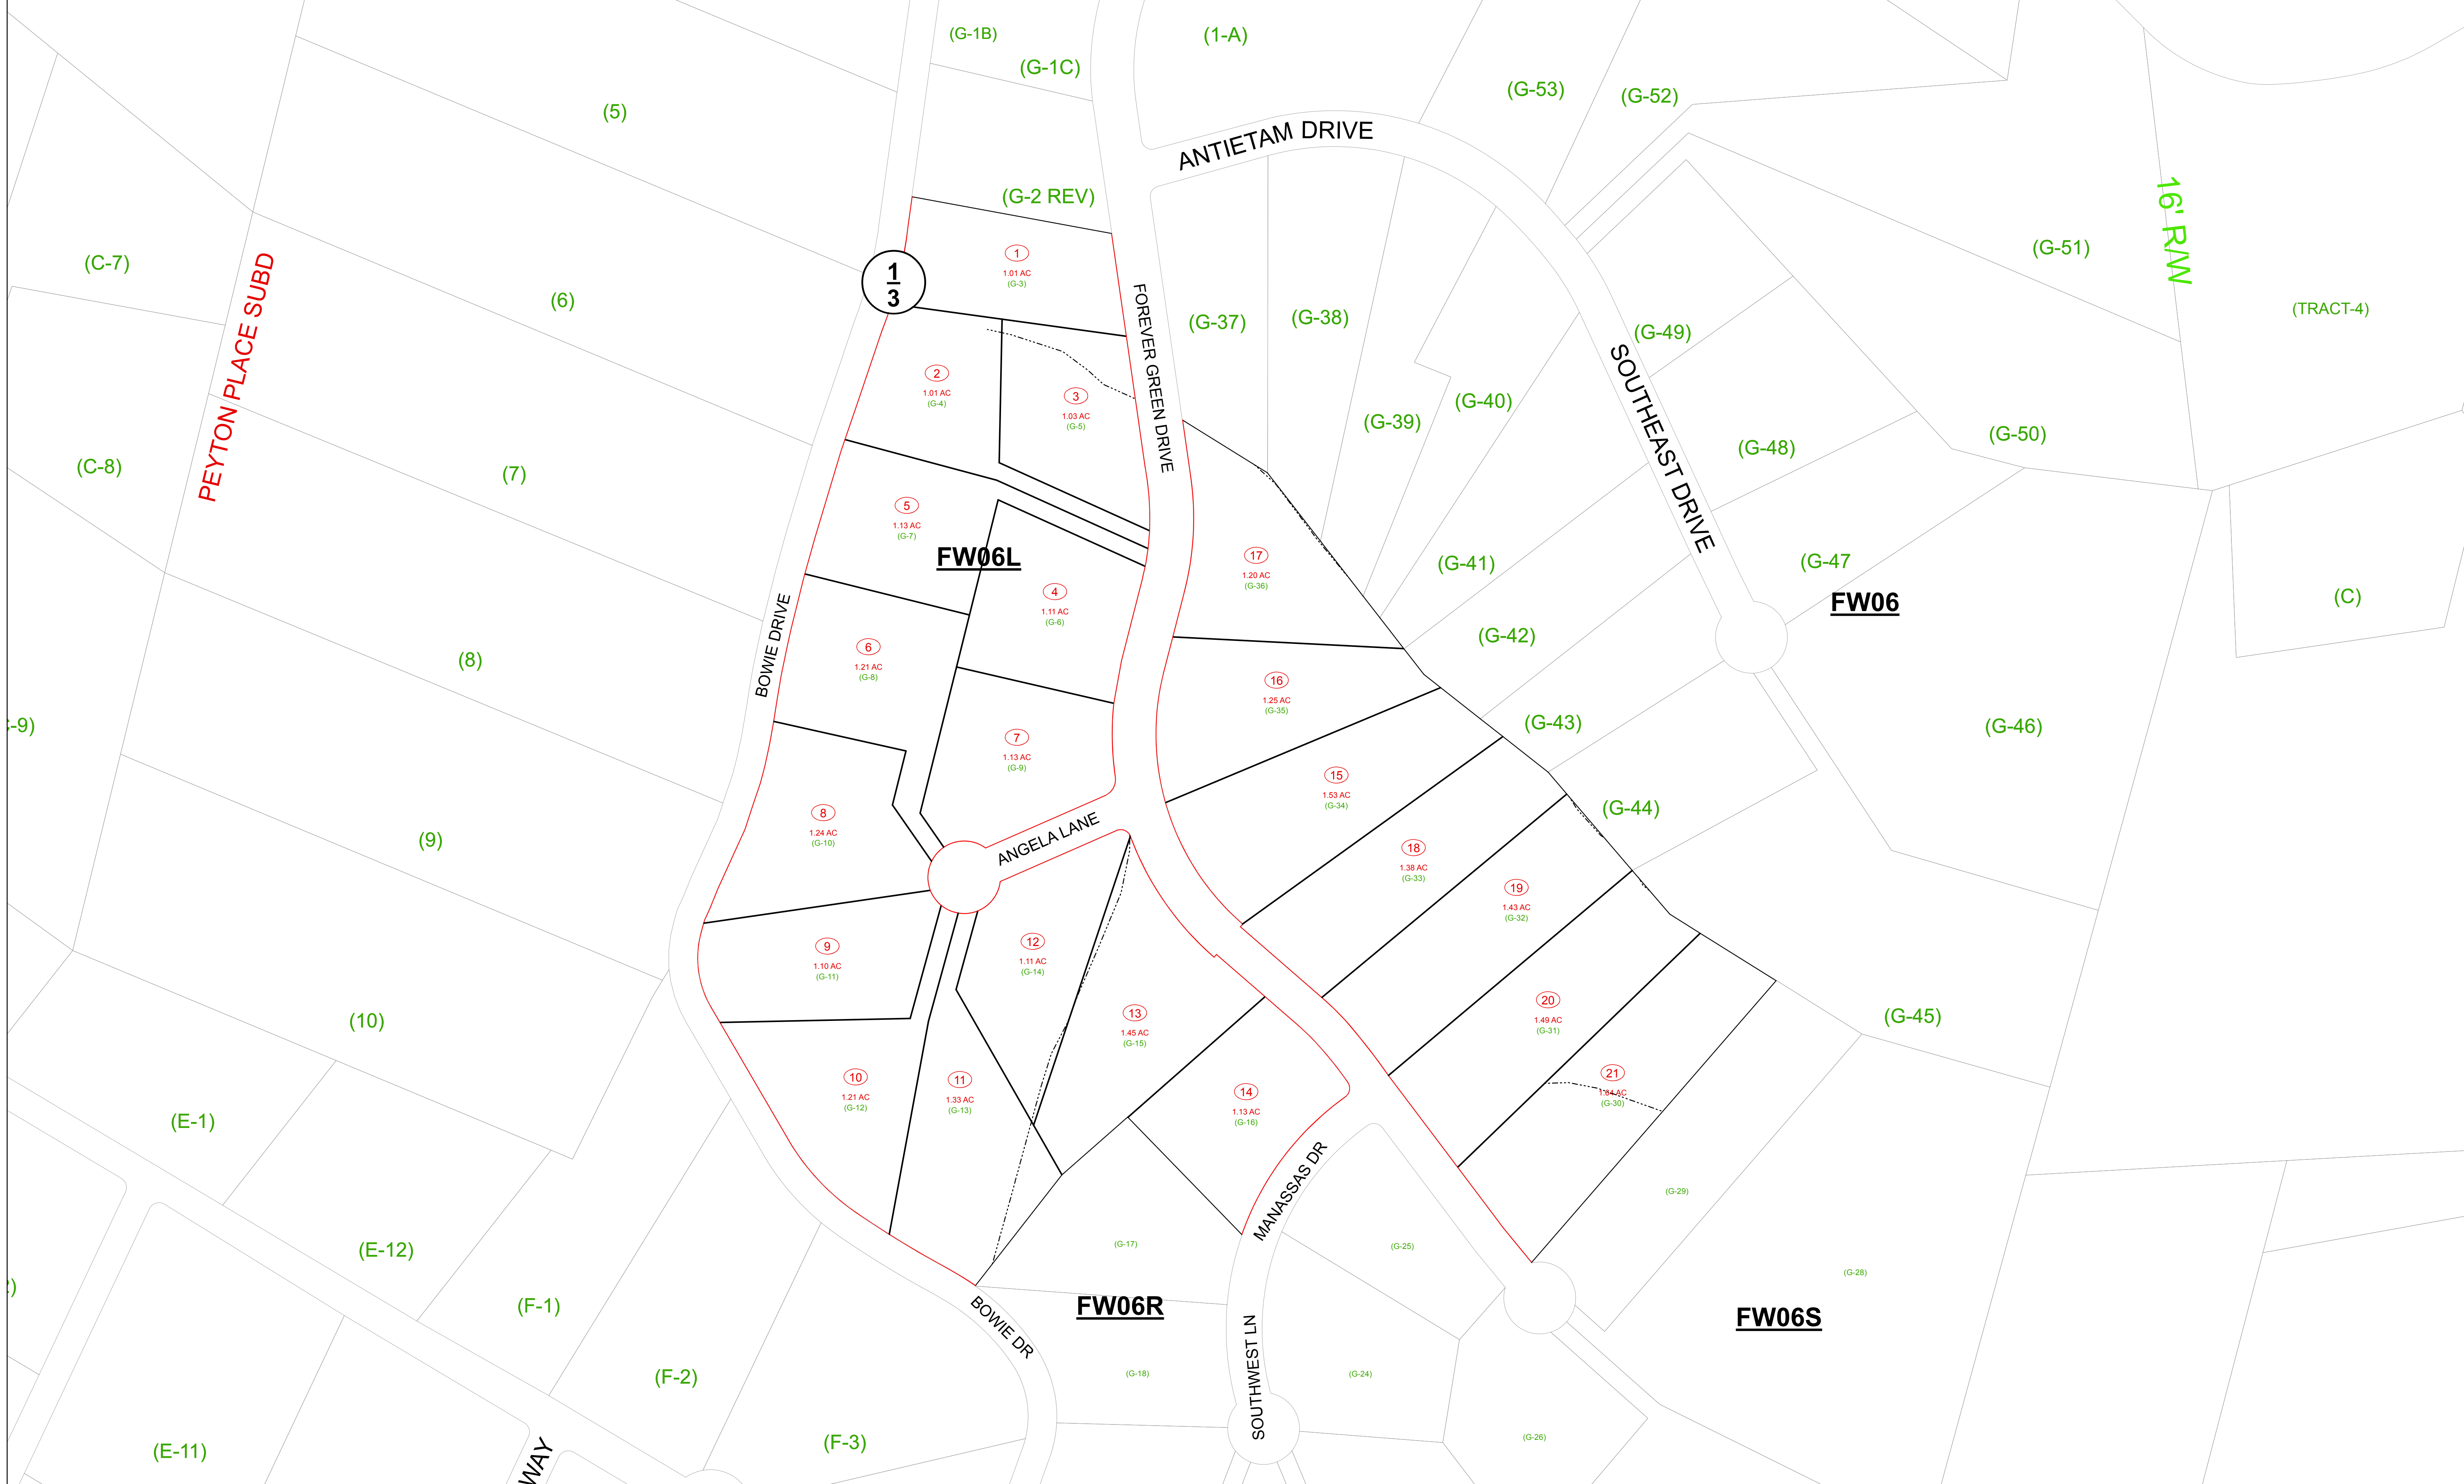 (G-1B)
(1-A)
(G-1C)
(G-53)
(G-52)
(5)
ANTIETAM DRIVE
(G-2 REV)
16' R/W
(G-51)
(C-7)
1
1.01 AC
(G-3)
1
3
(6)
PEYTON PLACE SUBD
(TRACT-4)
(G-37)
(G-38)
(G-49)
FOREVER GREEN DRIVE
2
1.01 AC
(G-4)
3
1.03 AC
(G-5)
(G-39)
(G-40)
SOUTHEAST DRIVE
(G-48)
(G-50)
(C-8)
(7)
5
1.13 AC
(G-7)
FW06L
17
1.20 AC
(G-36)
(G-41)
(G-47
FW06
(C)
4
1.11 AC
(G-6)
BOWIE DRIVE
6
1.21 AC
(G-8)
(8)
(G-42)
16
1.25 AC
(G-35)
-9)
(G-43)
(G-46)
7
1.13 AC
(G-9)
15
1.53 AC
(G-34)
(G-44)
8
1.24 AC
(G-10)
ANGELA LANE
(9)
18
1.38 AC
(G-33)
19
1.43 AC
(G-32)
9
1.10 AC
(G-11)
12
1.11 AC
(G-14)
(10)
13
1.45 AC
(G-15)
20
1.49 AC
(G-31)
(G-45)
10
1.21 AC
(G-12)
11
1.33 AC
(G-13)
14
1.13 AC
(G-16)
21
(G-30)
(E-1)
MANASSAS DR
(G-29)
(E-12)
(G-17)
(G-25)
(G-28)
)
(F-1)
FW06R
FW06S
BOWIE DR
SOUTHWEST LN
(F-2)
(G-18)
(G-24)
(E-11)
(F-3)
(G-26)
WAY